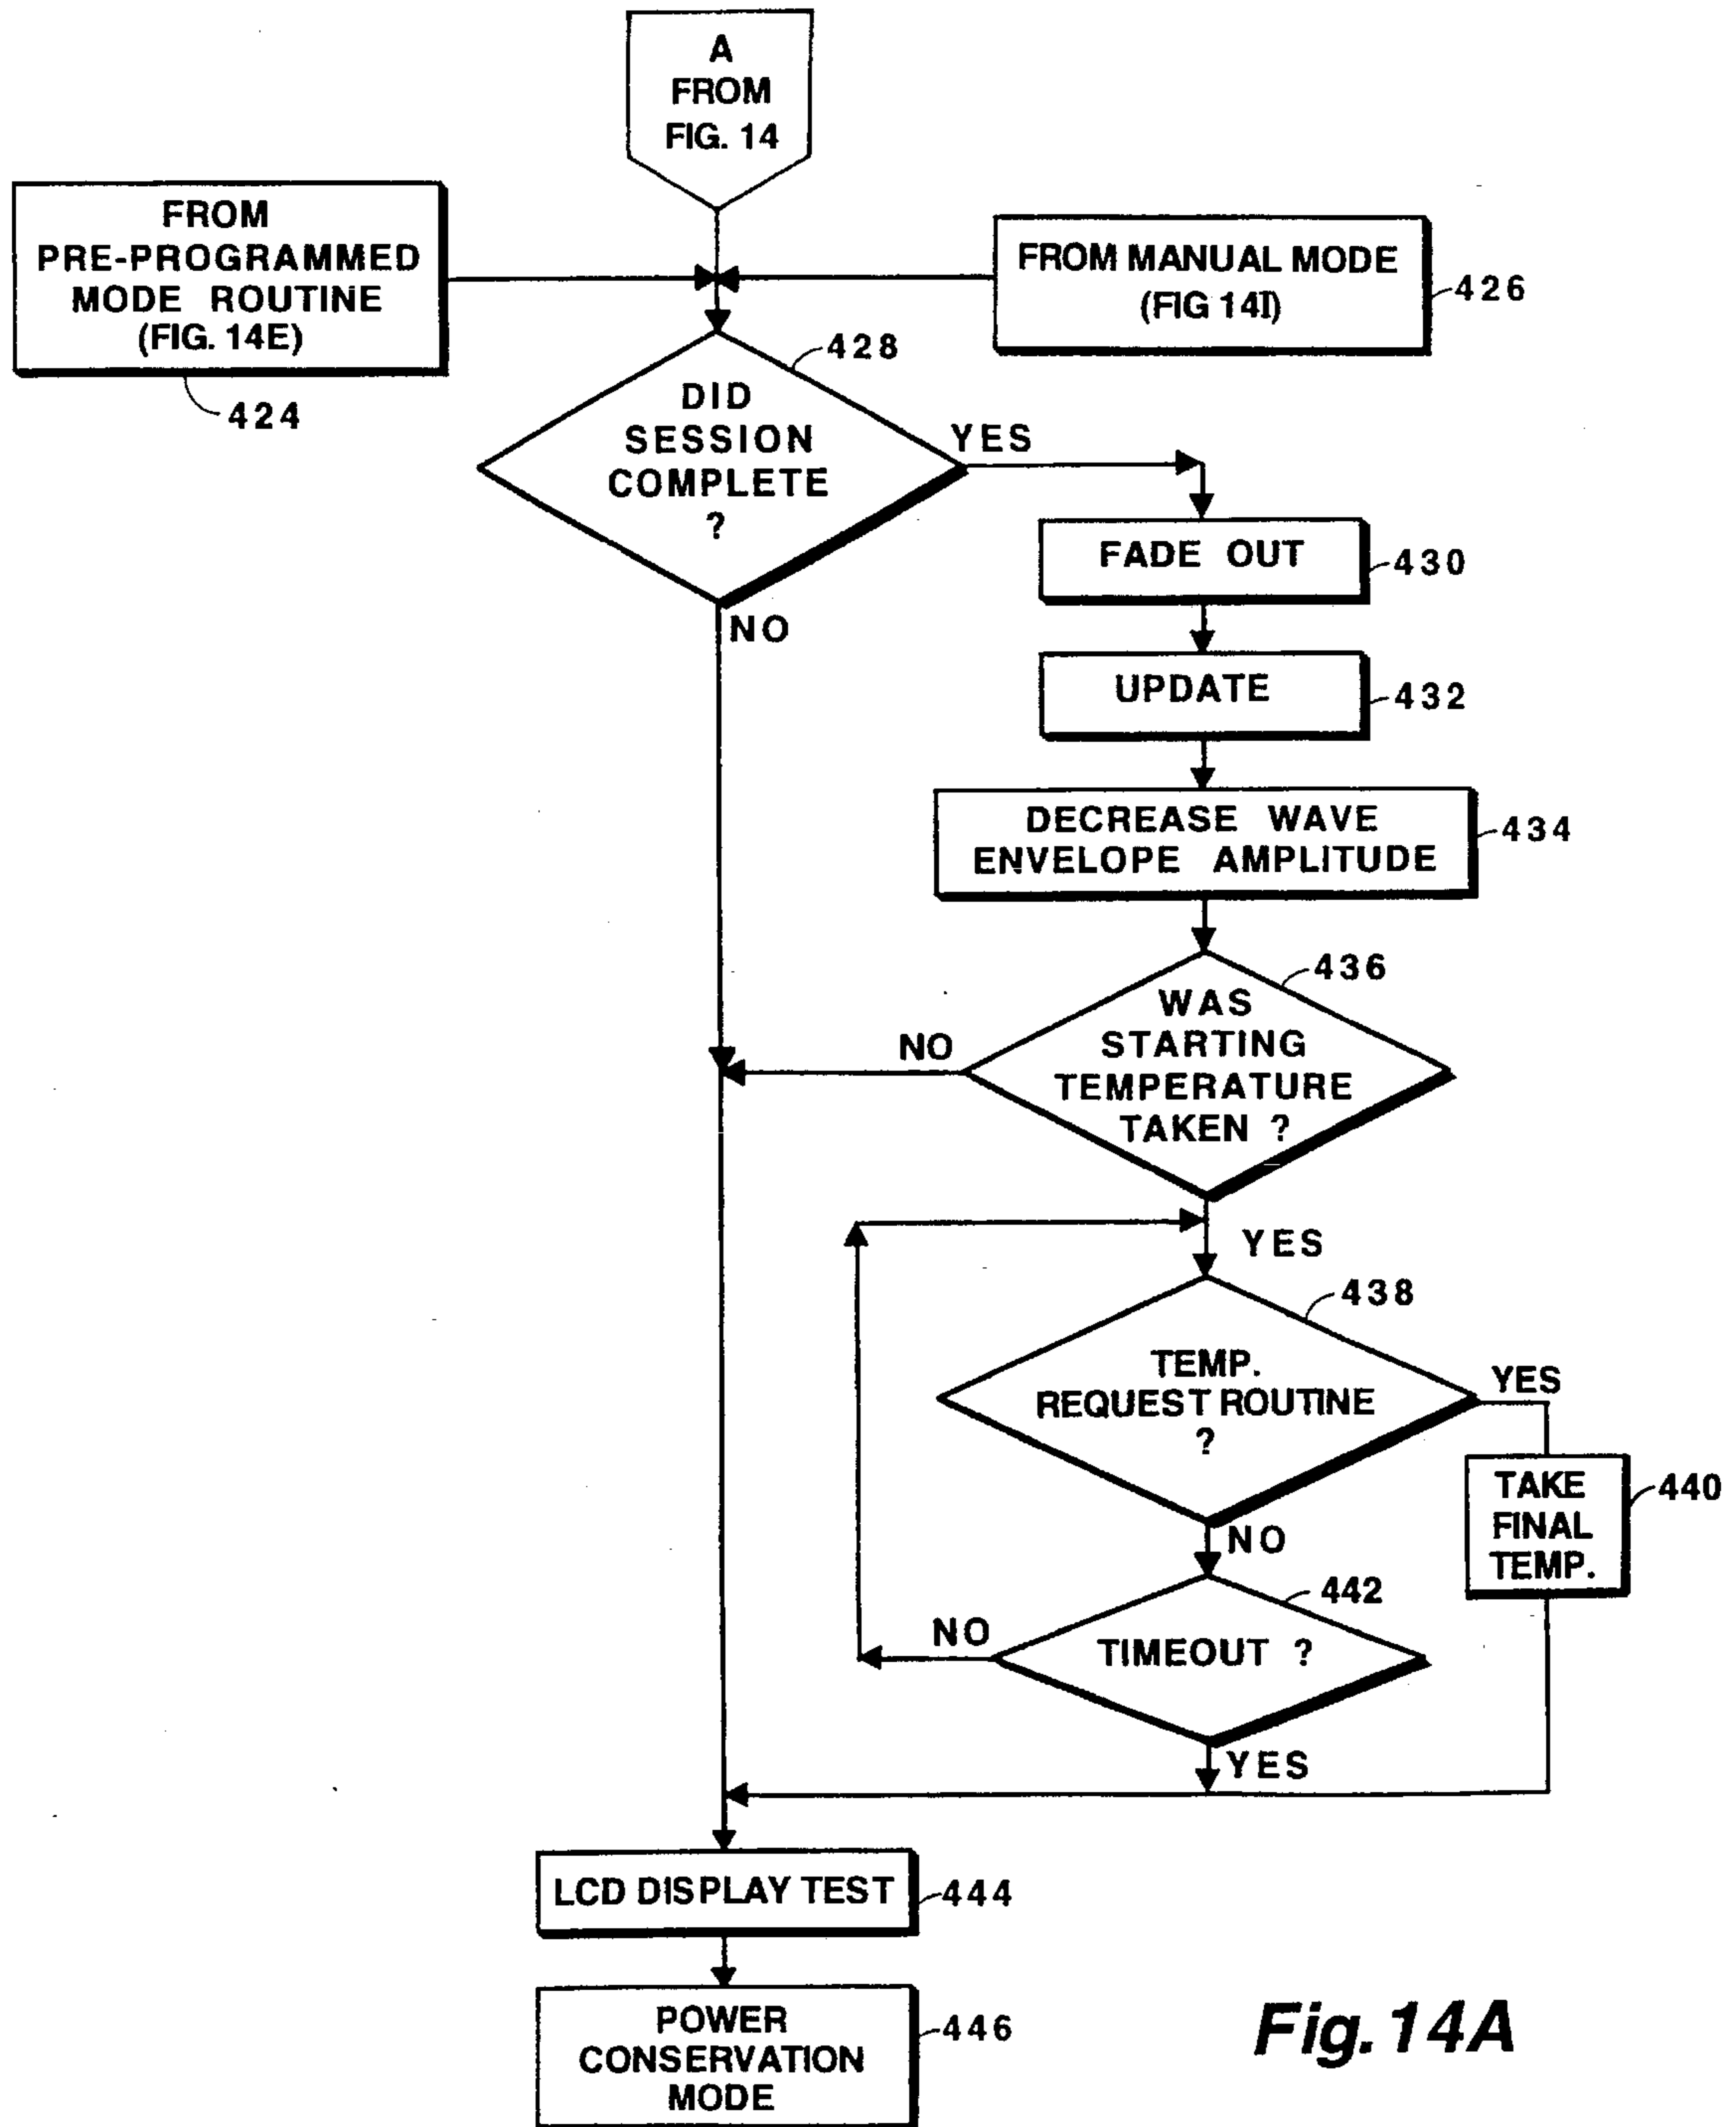 A
FROM
FIG. 14
FROM
PRE-PROGRAMMED
MODE ROUTINE
(FIG. 14E)
424
FROM MANUAL MODE
(FIG 14I)
426
428
DID
SESSION
COMPLETE
?
YES
NO
FADE OUT
430
UPDATE
432
DECREASE WAVE
ENVELOPE AMPLITUDE
434
436
WAS
STARTING
TEMPERATURE
TAKEN ?
NO
YES
438
TEMP.
REQUEST ROUTINE
?
YES
NO
TAKE
FINAL
TEMP.
440
442
TIMEOUT ?
NO
YES
LCD DISPLAY TEST
444
POWER
CONSERVATION
MODE
446
Fig. 14A